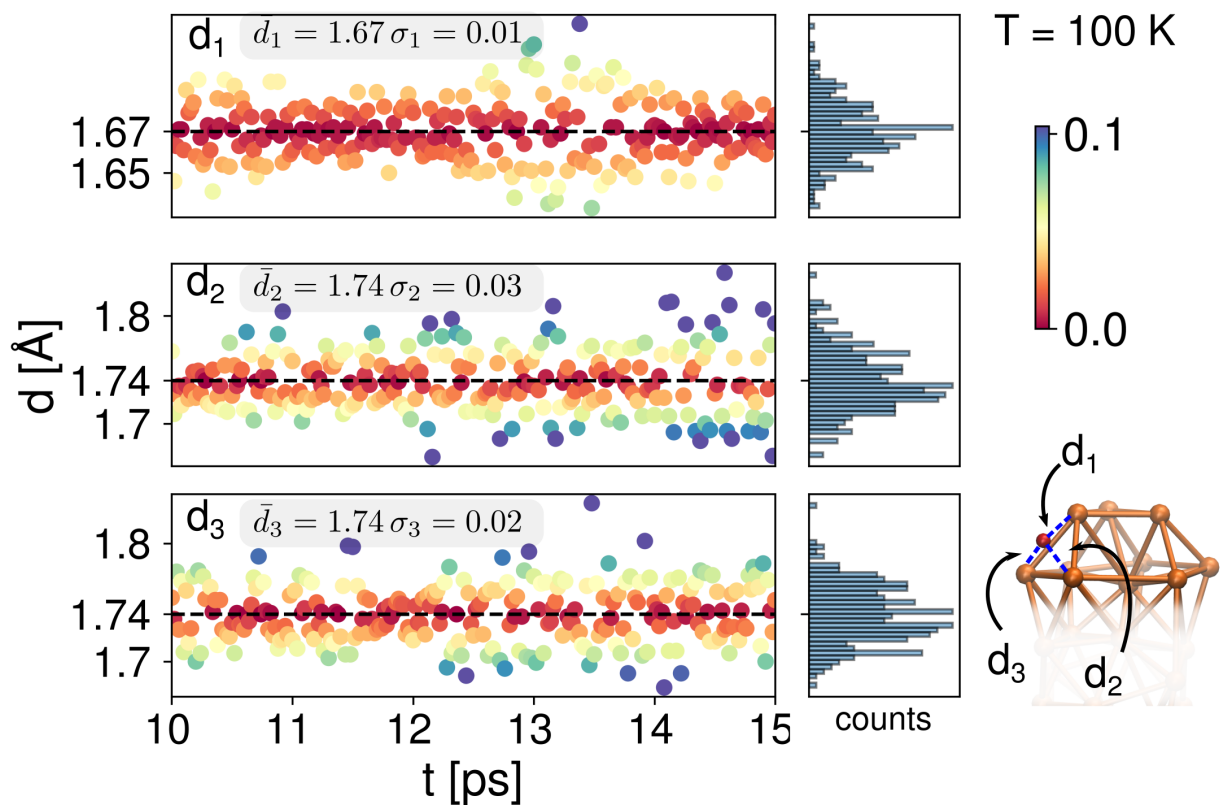 d₁ d̄₁ = 1.67 σ₁ = 0.01
T = 100 K
1.67
1.65
0.1
0.0
d₂ d̄₂ = 1.74 σ₂ = 0.03
1.8
1.74
1.7
d [Å]
d₃ d̄₃ = 1.74 σ₃ = 0.02
1.8
1.74
1.7
10 11 12 13 14 15
t [ps]
counts
d₁
d₃
d₂